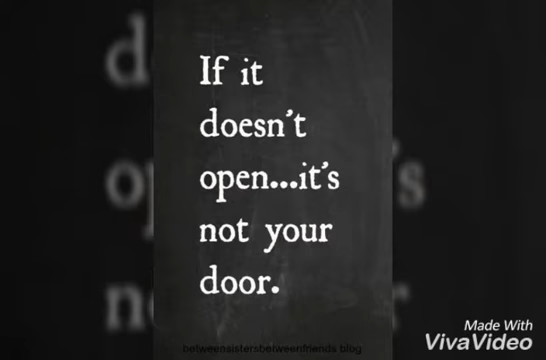 If it
doesn't
open...it's
not your
door.
betweensistersbetweenfriends blog
Made With
VivaVideo